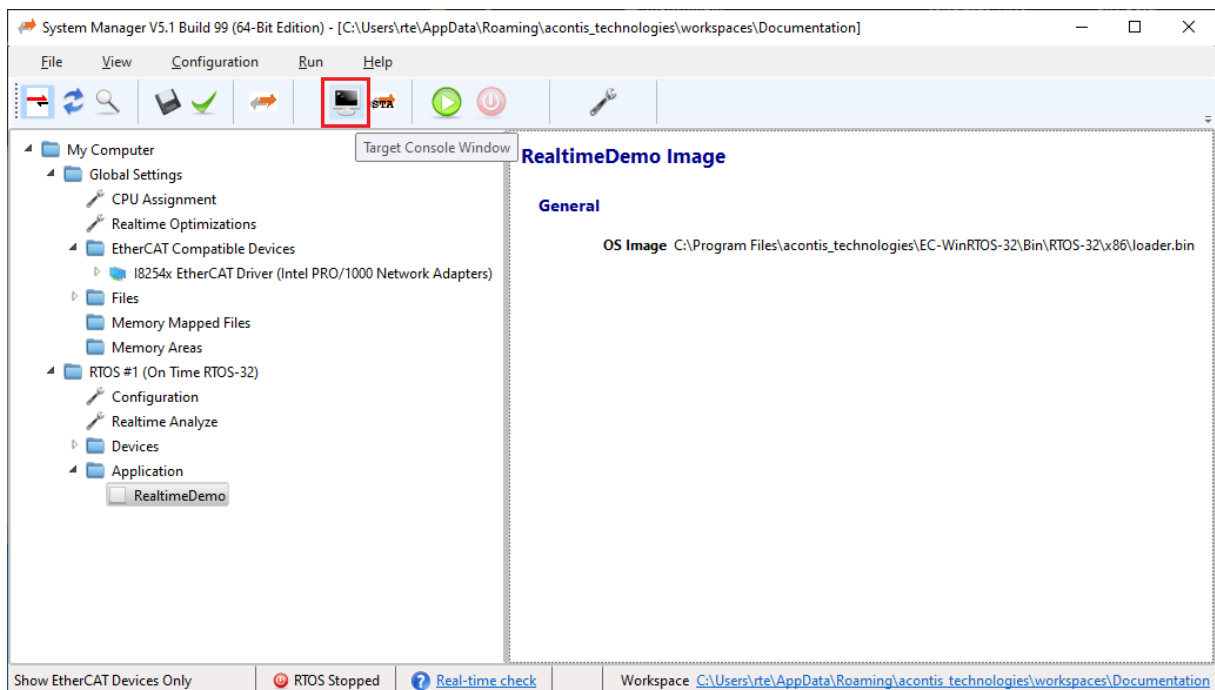 System Manager V5.1 Build 99 (64-Bit Edition) - [C:\Users\rte\AppData\Roaming\acontis_technologies\workspaces\Documentation]
File View Configuration Run Help
STA
Target Console Window
My Computer
Global Settings
CPU Assignment
Realtime Optimizations
EtherCAT Compatible Devices
I8254x EtherCAT Driver (Intel PRO/1000 Network Adapters)
Files
Memory Mapped Files
Memory Areas
RTOS #1 (On Time RTOS-32)
Configuration
Realtime Analyze
Devices
Application
RealtimeDemo
RealtimeDemo Image
General
OS Image C:\Program Files\acontis_technologies\EC-WinRTOS-32\Bin\RTOS-32\x86\loader.bin
Show EtherCAT Devices Only RTOS Stopped Real-time check Workspace C:\Users\rte\AppData\Roaming\acontis_technologies\workspaces\Documentation